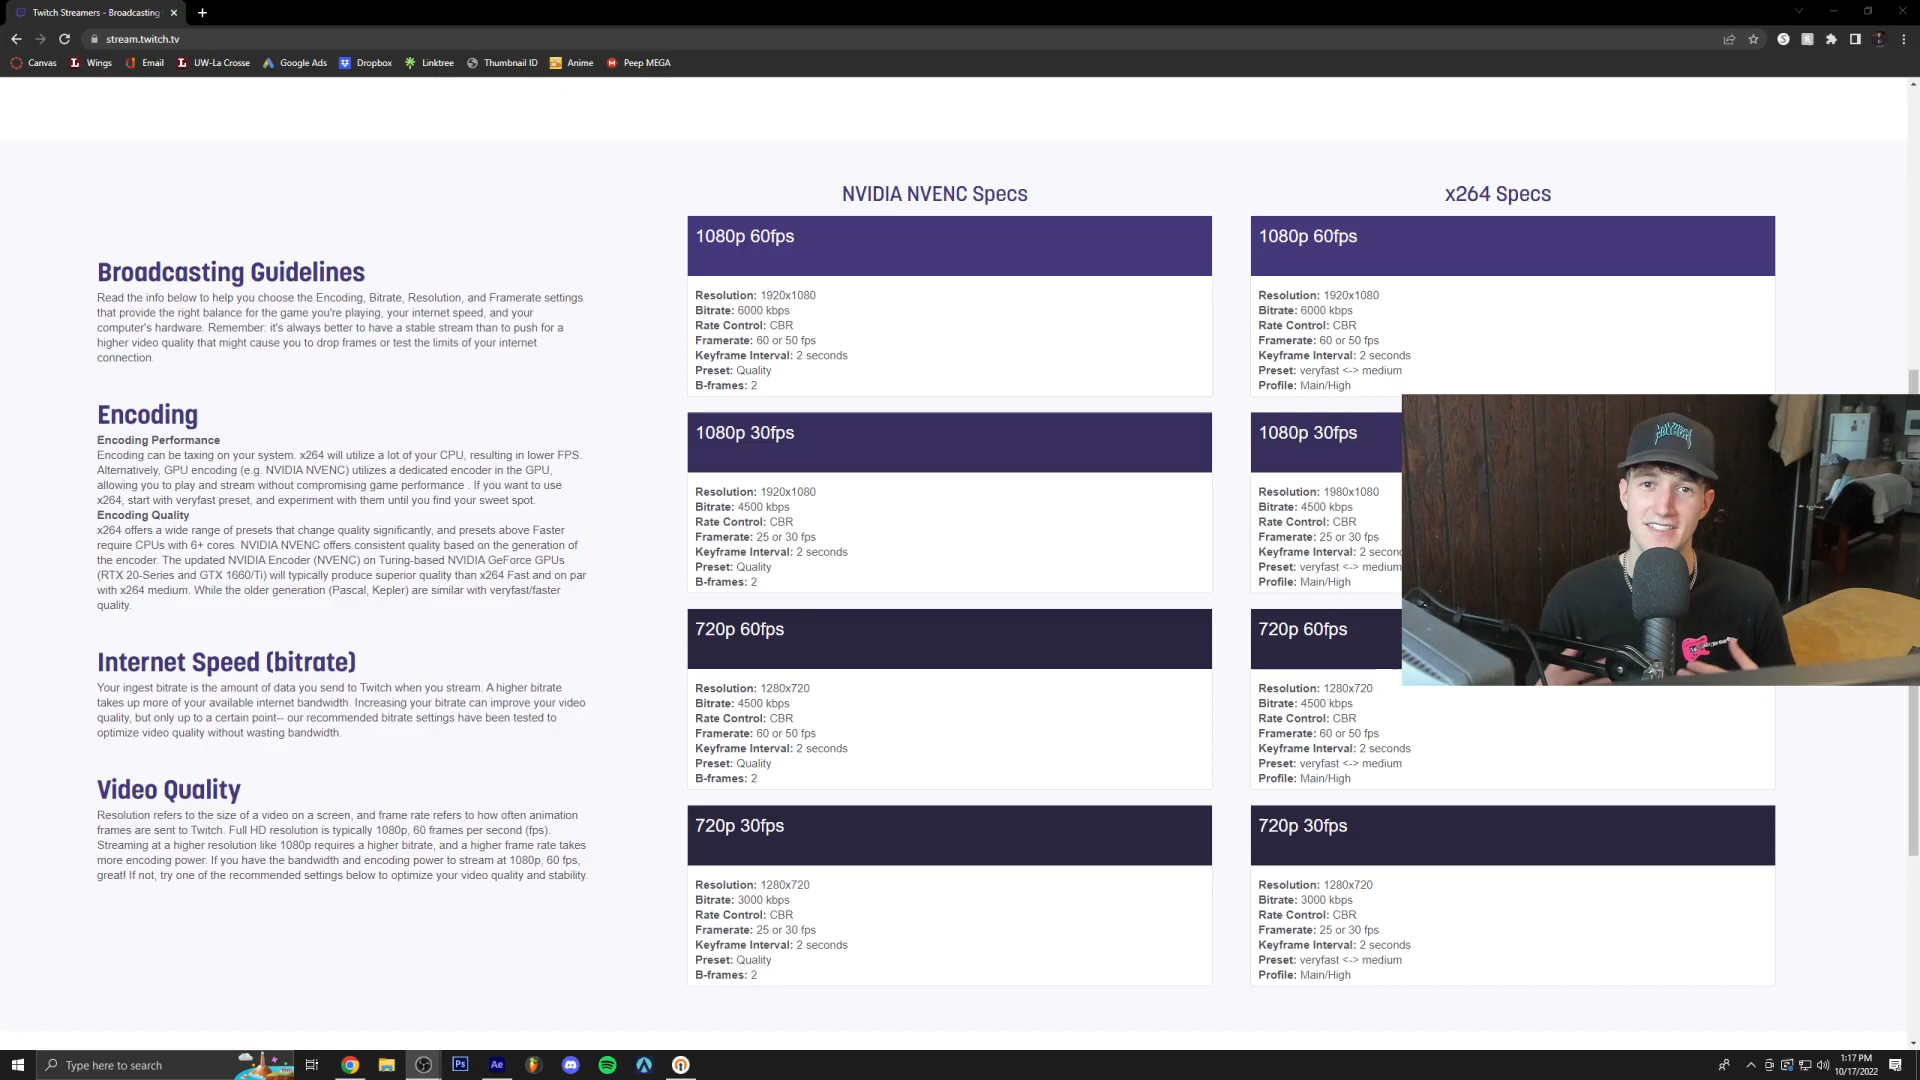 Twitch Streamers - Broadcasting
stream.twitch.tv
Canvas
Wings
Email
UW-La Crosse
Google Ads
Dropbox
Linktree
Thumbnail ID
Anime
Peep MEGA
Broadcasting Guidelines
Read the info below to help you choose the Encoding, Bitrate, Resolution, and Framerate settings
that provide the right balance for the game you're playing, your internet speed, and your
computer's hardware. Remember: it's always better to have a stable stream than to push for a
higher video quality that might cause you to drop frames or test the limits of your internet
connection.
Encoding
Encoding Performance
Encoding can be taxing on your system. x264 will utilize a lot of your CPU, resulting in lower FPS.
Alternatively, GPU encoding (e.g. NVIDIA NVENC) utilizes a dedicated encoder in the GPU,
allowing you to play and stream without compromising game performance . If you want to use
x264, start with veryfast preset, and experiment with them until you find your sweet spot.
Encoding Quality
x264 offers a wide range of presets that change quality significantly, and presets above Faster
require CPUs with 6+ cores. NVIDIA NVENC offers consistent quality based on the generation of
the encoder. The updated NVIDIA Encoder (NVENC) on Turing-based NVIDIA GeForce GPUs
(RTX 20-Series and GTX 1660/Ti) will typically produce superior quality than x264 Fast and on par
with x264 medium. While the older generation (Pascal, Kepler) are similar with veryfast/faster
quality.
Internet Speed (bitrate)
Your ingest bitrate is the amount of data you send to Twitch when you stream. A higher bitrate
takes up more of your available internet bandwidth. Increasing your bitrate can improve your video
quality, but only up to a certain point-- our recommended bitrate settings have been tested to
optimize video quality without wasting bandwidth.
Video Quality
Resolution refers to the size of a video on a screen, and frame rate refers to how often animation
frames are sent to Twitch. Full HD resolution is typically 1080p, 60 frames per second (fps).
Streaming at a higher resolution like 1080p requires a higher bitrate, and a higher frame rate takes
more encoding power. If you have the bandwidth and encoding power to stream at 1080p, 60 fps,
great! If not, try one of the recommended settings below to optimize your video quality and stability.
NVIDIA NVENC Specs
1080p 60fps
Resolution: 1920x1080
Bitrate: 6000 kbps
Rate Control: CBR
Framerate: 60 or 50 fps
Keyframe Interval: 2 seconds
Preset: Quality
B-frames: 2
1080p 30fps
Resolution: 1920x1080
Bitrate: 4500 kbps
Rate Control: CBR
Framerate: 25 or 30 fps
Keyframe Interval: 2 seconds
Preset: Quality
B-frames: 2
720p 60fps
Resolution: 1280x720
Bitrate: 4500 kbps
Rate Control: CBR
Framerate: 60 or 50 fps
Keyframe Interval: 2 seconds
Preset: Quality
B-frames: 2
720p 30fps
Resolution: 1280x720
Bitrate: 3000 kbps
Rate Control: CBR
Framerate: 25 or 30 fps
Keyframe Interval: 2 seconds
Preset: Quality
B-frames: 2
x264 Specs
1080p 60fps
Resolution: 1920x1080
Bitrate: 6000 kbps
Rate Control: CBR
Framerate: 60 or 50 fps
Keyframe Interval: 2 seconds
Preset: veryfast <-> medium
Profile: Main/High
1080p 30fps
Resolution: 1980x1080
Bitrate: 4500 kbps
Rate Control: CBR
Framerate: 25 or 30 fps
Keyframe Interval: 2 secon
Preset: veryfast <-> medium
Profile: Main/High
720p 60fps
Resolution: 1280x720
Bitrate: 4500 kbps
Rate Control: CBR
Framerate: 60 or 50 fps
Keyframe Interval: 2 seconds
Preset: veryfast <-> medium
Profile: Main/High
720p 30fps
Resolution: 1280x720
Bitrate: 3000 kbps
Rate Control: CBR
Framerate: 25 or 30 fps
Keyframe Interval: 2 seconds
Preset: veryfast <-> medium
Profile: Main/High
Type here to search
Ps
Ae
1:17 PM
10/17/2022